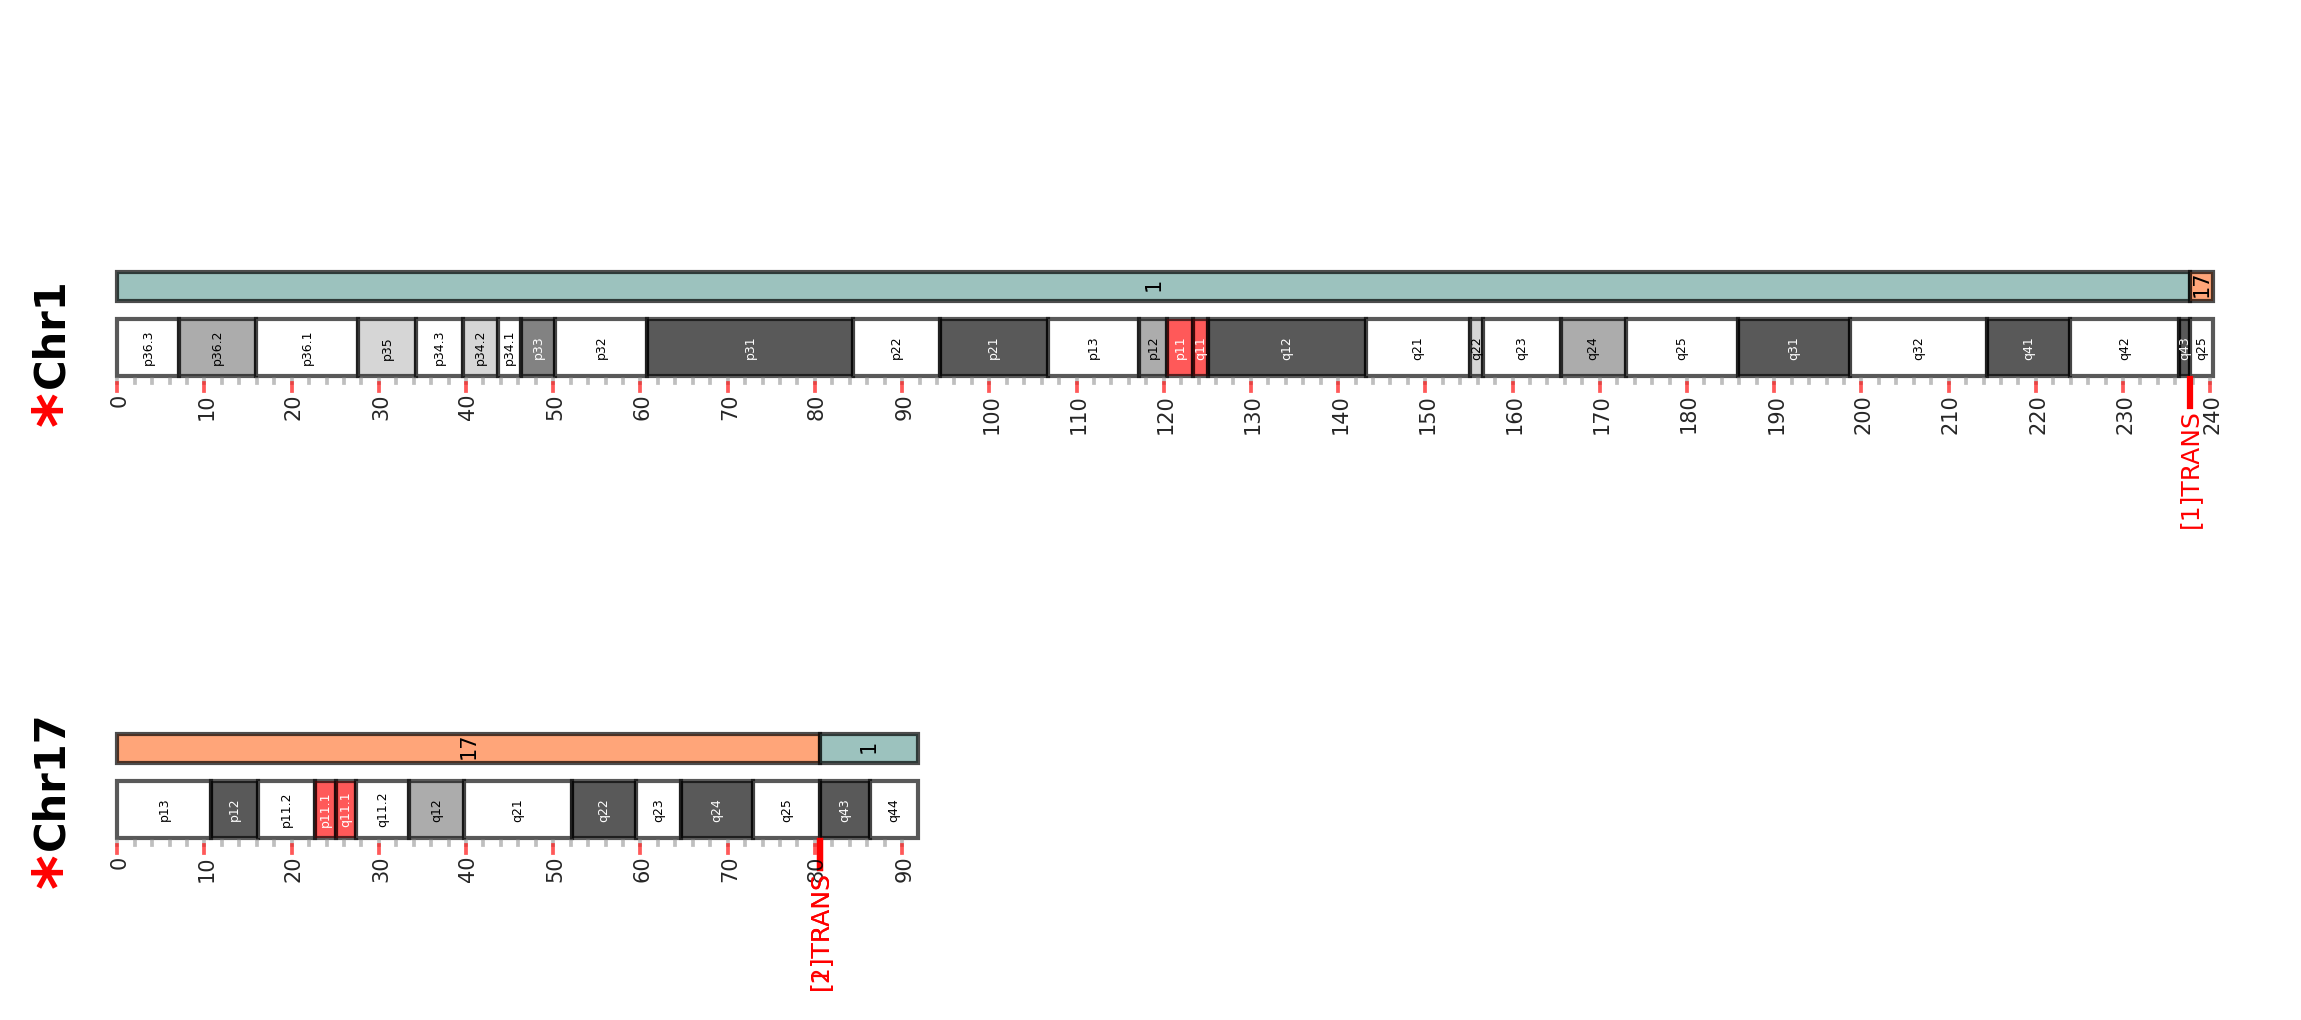 *Chr1
1 17
p36.3 p36.2 p36.1 p35 p34.3 p34.2 p34.1 p33 p32 p31 p22 p21 p13 p12 p11 q11 q12 q21 q22 q23 q24 q25 q31 q32 q41 q42 q43 q25
0 10 20 30 40 50 60 70 80 90 100 110 120 130 140 150 160 170 180 190 200 210 220 230 240
[1]TRANS
*Chr17
17 1
p13 p12 p11.2 p11.1 q11.1 q11.2 q12 q21 q22 q23 q24 q25 q43 q44
0 10 20 30 40 50 60 70 80 90
[2]TRANS